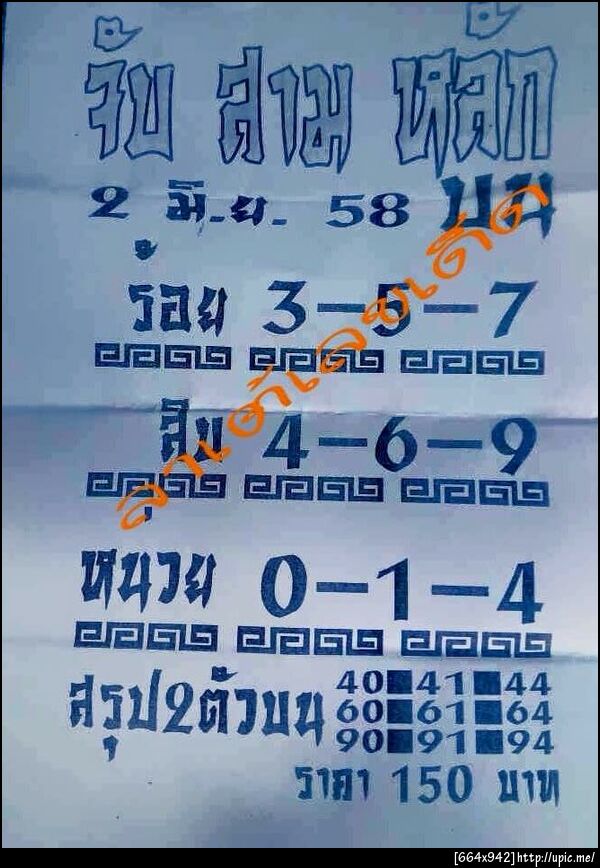 จับ สาม หลัก
2 มิ.ย. 58 บน
ร้อย 3-5-7
สิบ 4-6-9
หน่วย 0-1-4
สรุป2ตัวบน 40■41■44
60■61■64
90■91■94
ราคา 150 บาท
[664x942]http://upic.me/